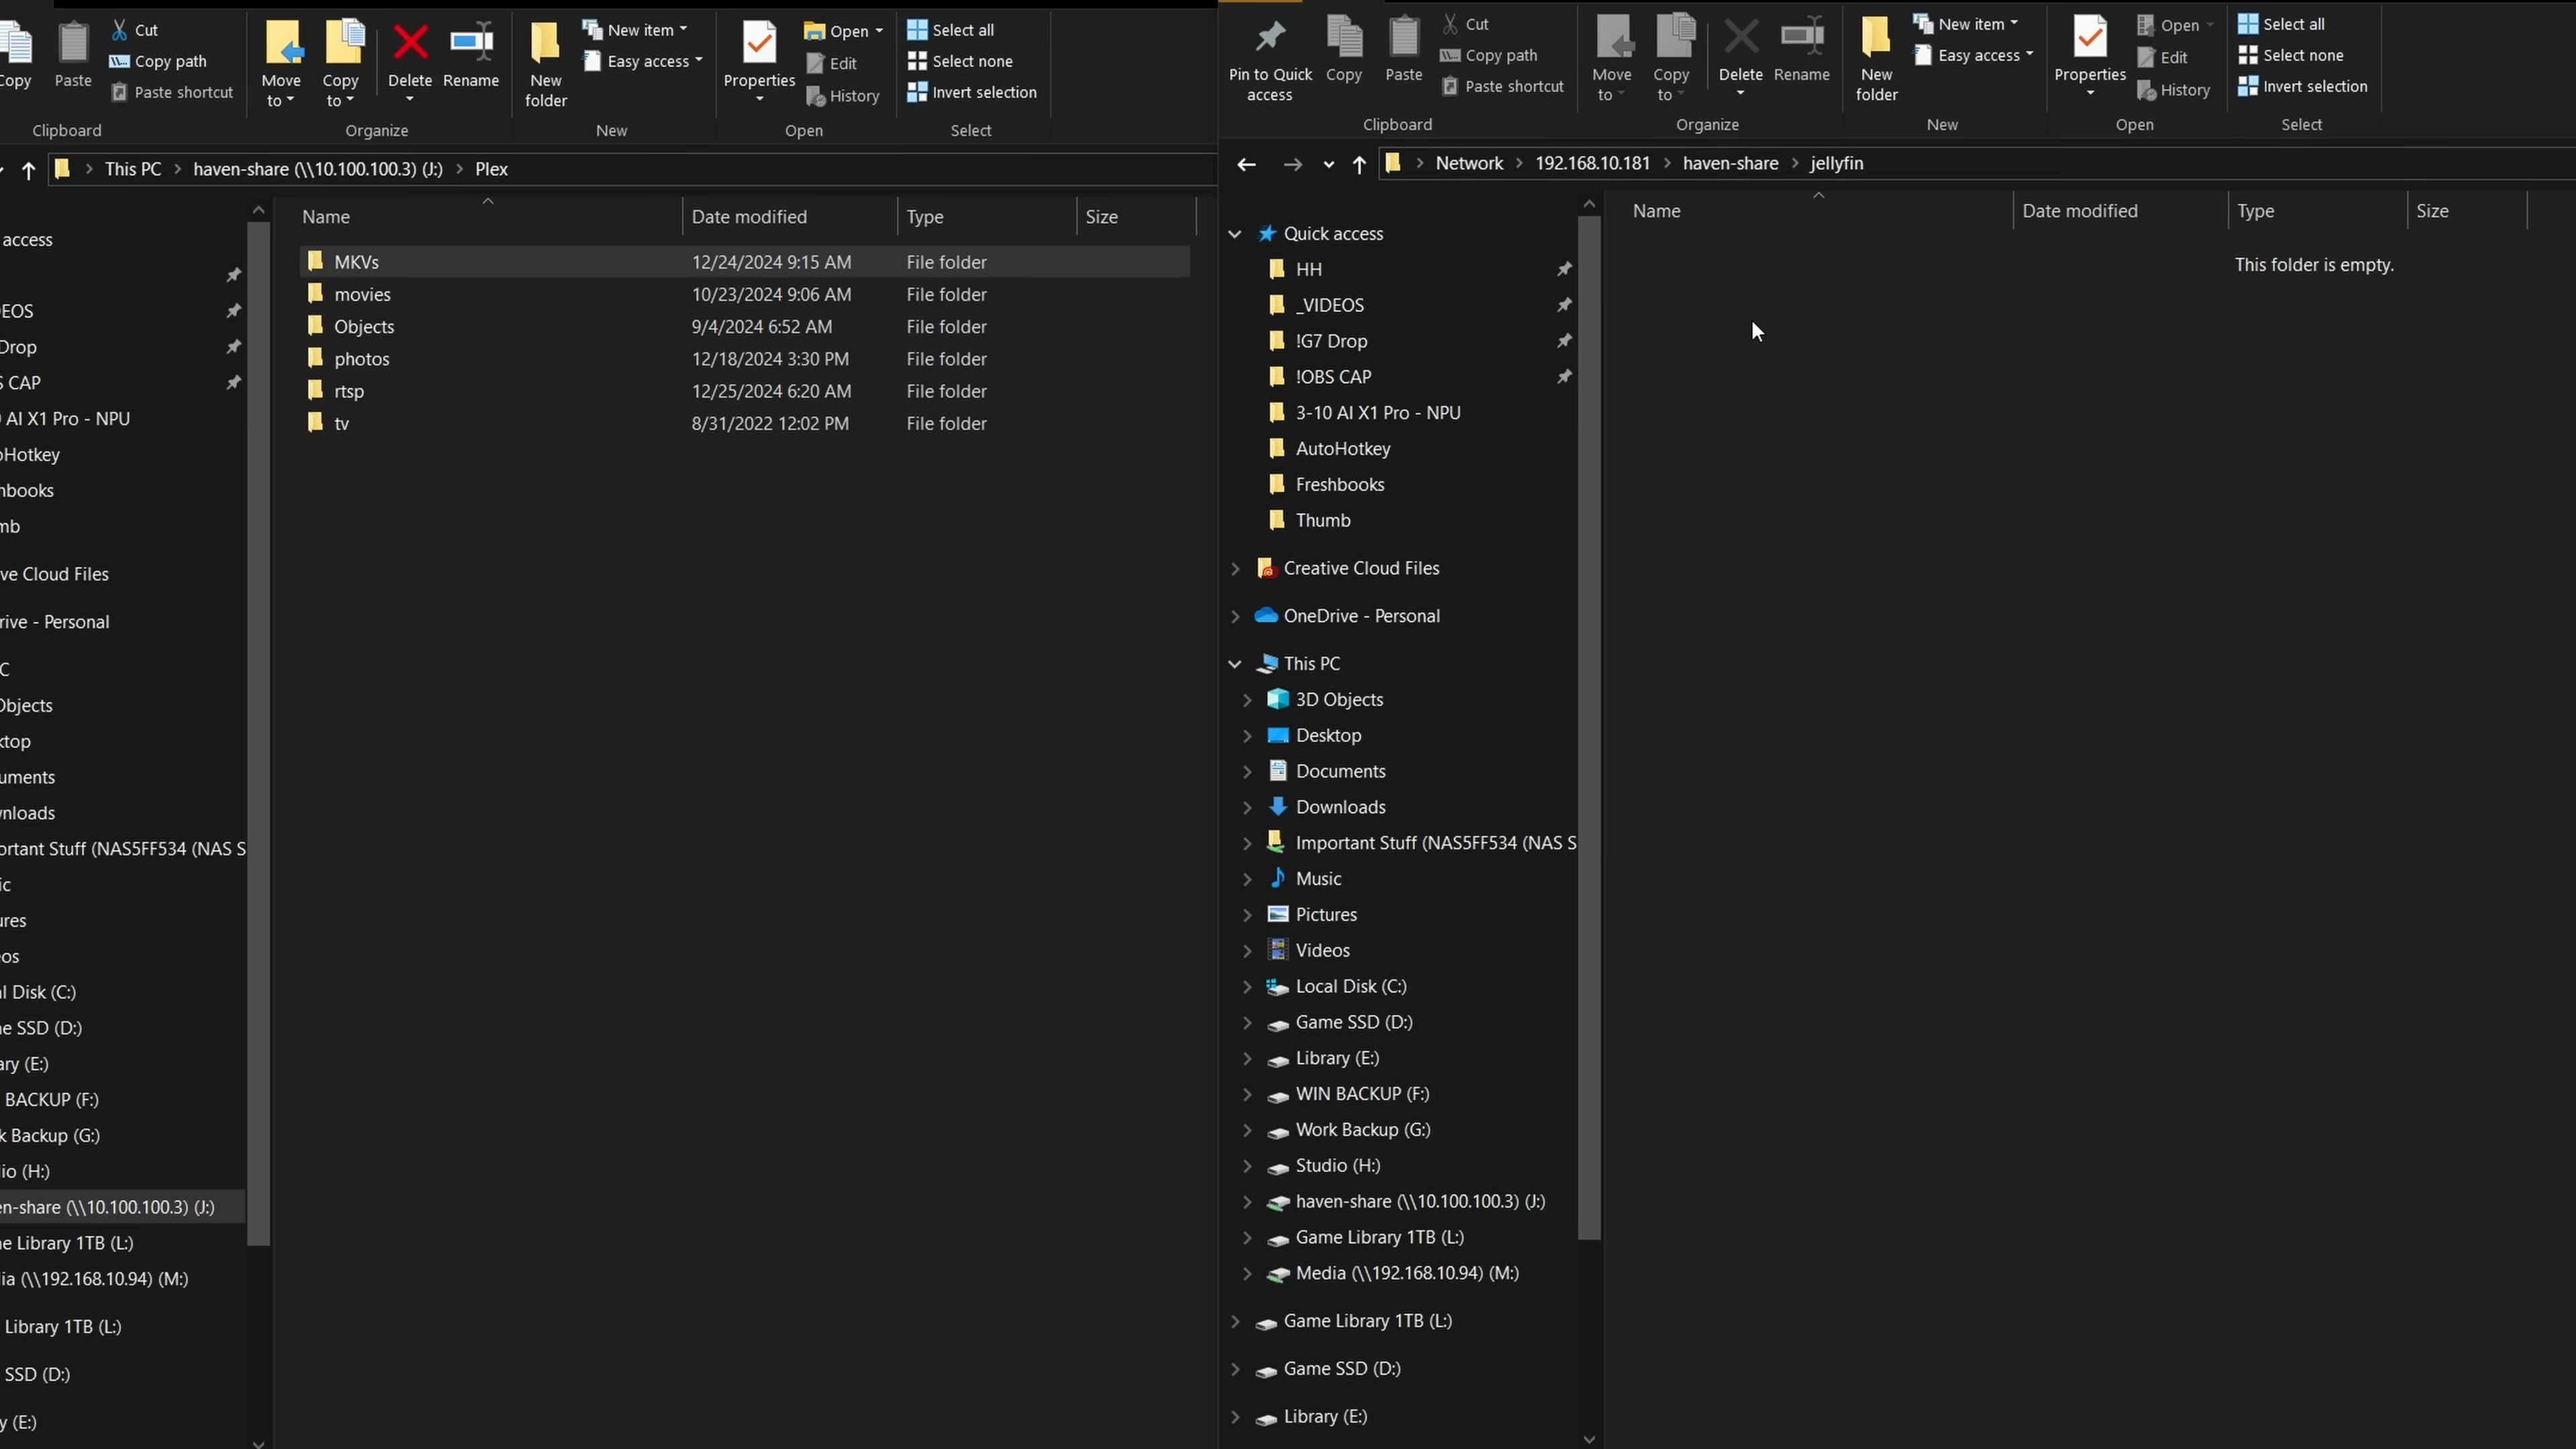 Copy
Paste
Cut
Copy path
Paste shortcut
Clipboard
Move to
Copy to
Delete
Rename
Organize
New folder
New item
Easy access
New
Properties
Open
Edit
History
Open
Select all
Select none
Invert selection
Select
This PC > haven-share (\\10.100.100.3) (J:) > Plex
access
EOS
Drop
S CAP
AI X1 Pro - NPU
oHotkey
hbooks
mb
ve Cloud Files
rive - Personal
C
Objects
ktop
uments
vnloads
ortant Stuff (NAS5FF534 (NAS S
ic
ures
eos
l Disk (C:)
ne SSD (D:)
ary (E:)
BACKUP (F:)
k Backup (G:)
io (H:)
en-share (\\10.100.100.3) (J:)
ne Library 1TB (L:)
ia (\\192.168.10.94) (M:)
Library 1TB (L:)
SSD (D:)
y (E:)
Name Date modified Type Size
MKVs 12/24/2024 9:15 AM File folder
movies 10/23/2024 9:06 AM File folder
Objects 9/4/2024 6:52 AM File folder
photos 12/18/2024 3:30 PM File folder
rtsp 12/25/2024 6:20 AM File folder
tv 8/31/2022 12:02 PM File folder
Pin to Quick access
Copy
Paste
Cut
Copy path
Paste shortcut
Clipboard
Move to
Copy to
Delete
Rename
Organize
New folder
New item
Easy access
New
Properties
Open
Edit
History
Open
Select all
Select none
Invert selection
Select
Network > 192.168.10.181 > haven-share > jellyfin
Quick access
HH
_VIDEOS
!G7 Drop
!OBS CAP
3-10 AI X1 Pro - NPU
AutoHotkey
Freshbooks
Thumb
Creative Cloud Files
OneDrive - Personal
This PC
3D Objects
Desktop
Documents
Downloads
Important Stuff (NAS5FF534 (NAS S
Music
Pictures
Videos
Local Disk (C:)
Game SSD (D:)
Library (E:)
WIN BACKUP (F:)
Work Backup (G:)
Studio (H:)
haven-share (\\10.100.100.3) (J:)
Game Library 1TB (L:)
Media (\\192.168.10.94) (M:)
Game Library 1TB (L:)
Game SSD (D:)
Library (E:)
Name Date modified Type Size
This folder is empty.